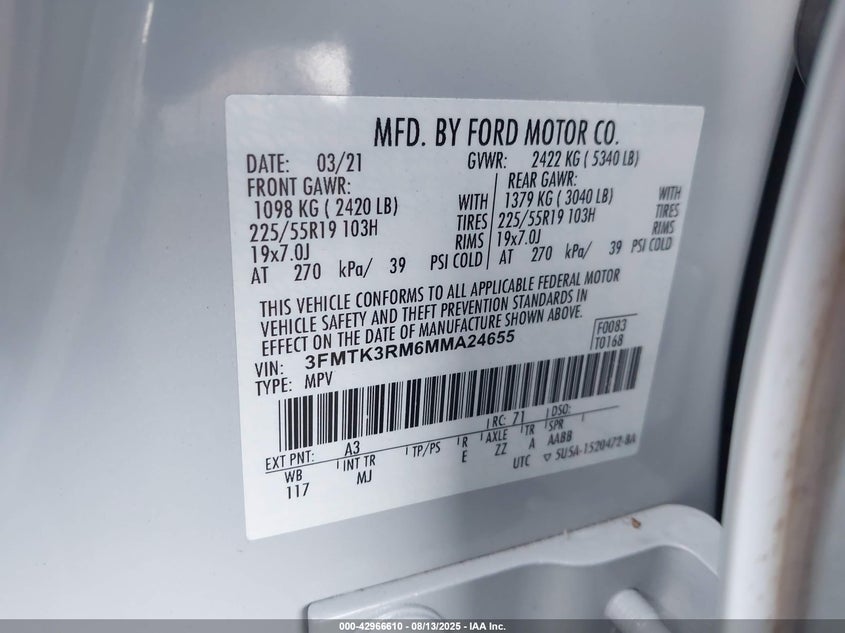 MFD. BY FORD MOTOR CO.
DATE: 03/21 GVWR: 2422 KG ( 5340 LB)
FRONT GAWR: REAR GAWR:
1098 KG ( 2420 LB) WITH 1379 KG ( 3040 LB) WITH
225/55R19 103H TIRES 225/55R19 103H TIRES
19x7.0J RIMS 19x7.0J RIMS
AT 270 kPa/ 39 PSI COLD AT 270 kPa/ 39 PSI COLD
THIS VEHICLE CONFORMS TO ALL APPLICABLE FEDERAL MOTOR
VEHICLE SAFETY AND THEFT PREVENTION STANDARDS IN
EFFECT ON THE DATE OF MANUFACTURE SHOWN ABOVE.
VIN: 3FMTK3RM6MMA24655 F0083
TYPE: MPV T0168
EXT PNT: A3 RC: 71 DSO:
WB INT TR TP/PS R AXLE TR SPR
117 MJ E ZZ A AABB
UTC ▽ 5U5A-1520472-8A
000-42966610 - 08/13/2025 - IAA Inc.